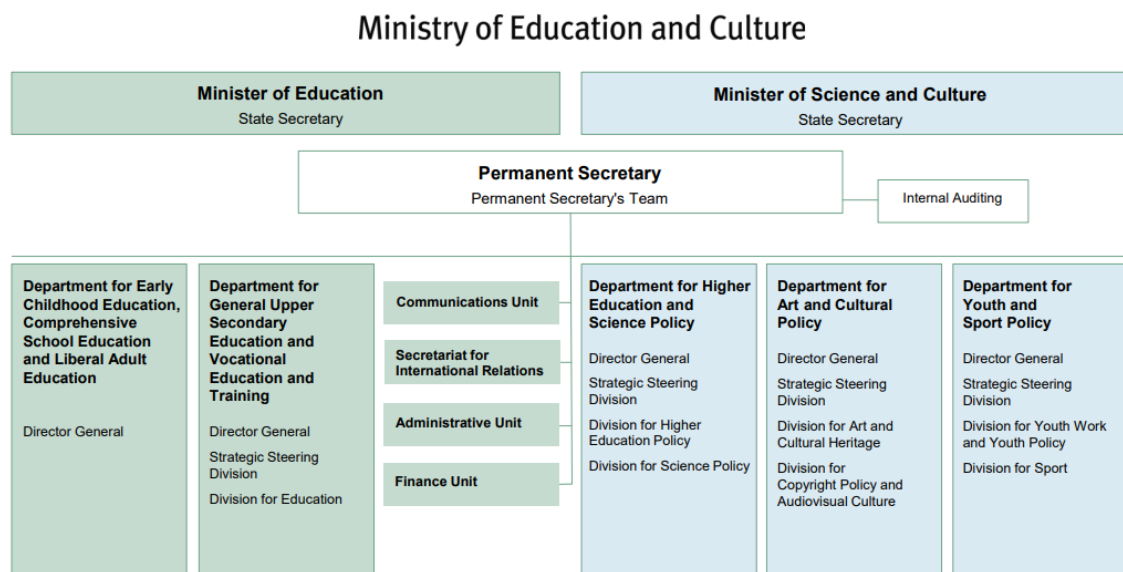 Ministry of Education and Culture
Minister of Education
State Secretary
Minister of Science and Culture
State Secretary
Permanent Secretary
Permanent Secretary's Team
Internal Auditing
Department for Early
Childhood Education,
Comprehensive
School Education
and Liberal Adult
Education
Director General
Department for
General Upper
Secondary
Education and
Vocational
Education and
Training
Director General
Strategic Steering
Division
Division for Education
Communications Unit
Secretariat for
International Relations
Administrative Unit
Finance Unit
Department for Higher
Education and
Science Policy
Director General
Strategic Steering
Division
Division for Higher
Education Policy
Division for Science Policy
Department for
Art and Cultural
Policy
Director General
Strategic Steering
Division
Division for Art and
Cultural Heritage
Division for
Copyright Policy and
Audiovisual Culture
Department for
Youth and
Sport Policy
Director General
Strategic Steering
Division
Division for Youth Work
and Youth Policy
Division for Sport